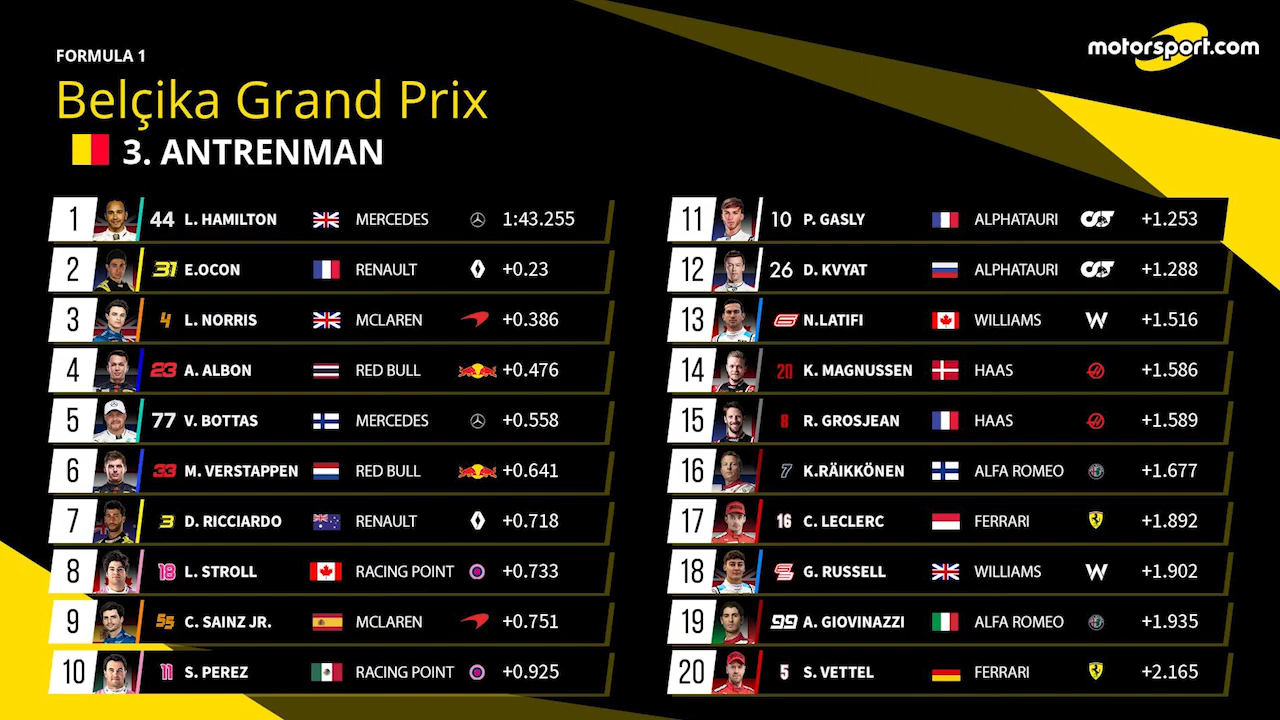 motorsport.com
FORMULA 1
Belçika Grand Prix
3. ANTRENMAN
1 44 L. HAMILTON MERCEDES 1:43.255
2 31 E.OCON RENAULT +0.23
3 4 L. NORRIS MCLAREN +0.386
4 23 A. ALBON RED BULL +0.476
5 77 V. BOTTAS MERCEDES +0.558
6 33 M. VERSTAPPEN RED BULL +0.641
7 3 D. RICCIARDO RENAULT +0.718
8 18 L. STROLL RACING POINT +0.733
9 55 C. SAINZ JR. MCLAREN +0.751
10 11 S. PEREZ RACING POINT +0.925
11 10 P. GASLY ALPHATAURI +1.253
12 26 D. KVYAT ALPHATAURI +1.288
13 6 N.LATIFI WILLIAMS W +1.516
14 20 K. MAGNUSSEN HAAS +1.586
15 8 R. GROSJEAN HAAS +1.589
16 7 K.RÄIKKÖNEN ALFA ROMEO +1.677
17 16 C. LECLERC FERRARI +1.892
18 G. RUSSELL WILLIAMS W +1.902
19 99 A. GIOVINAZZI ALFA ROMEO +1.935
20 5 S. VETTEL FERRARI +2.165